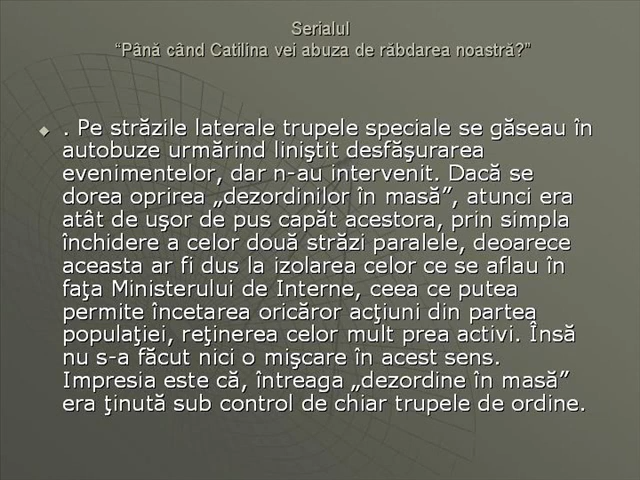 Serialul
“Până când Catilina vei abuza de răbdarea noastră?”
. Pe străzile laterale trupele speciale se găseau în
autobuze urmărind liniştit desfăşurarea
evenimentelor, dar n-au intervenit. Dacă se
dorea oprirea „dezordinilor în masă”, atunci era
atât de uşor de pus capăt acestora, prin simpla
închidere a celor două străzi paralele, deoarece
aceasta ar fi dus la izolarea celor ce se aflau în
faţa Ministerului de Interne, ceea ce putea
permite încetarea oricăror acţiuni din partea
populaţiei, reţinerea celor mult prea activi. Însă
nu s-a făcut nici o mişcare în acest sens.
Impresia este că, întreaga „dezordine în masă”
era ţinută sub control de chiar trupele de ordine.